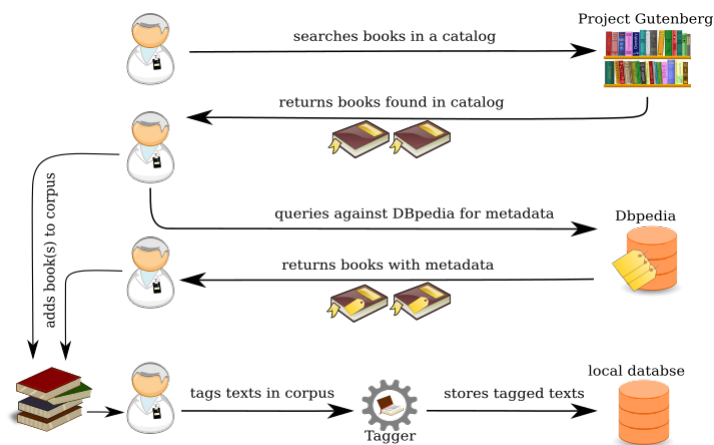 Project Gutenberg
searches books in a catalog
returns books found in catalog
adds book(s) to corpus
queries against DBpedia for metadata
Dbpedia
returns books with metadata
local databse
tags texts in corpus
stores tagged texts
Tagger